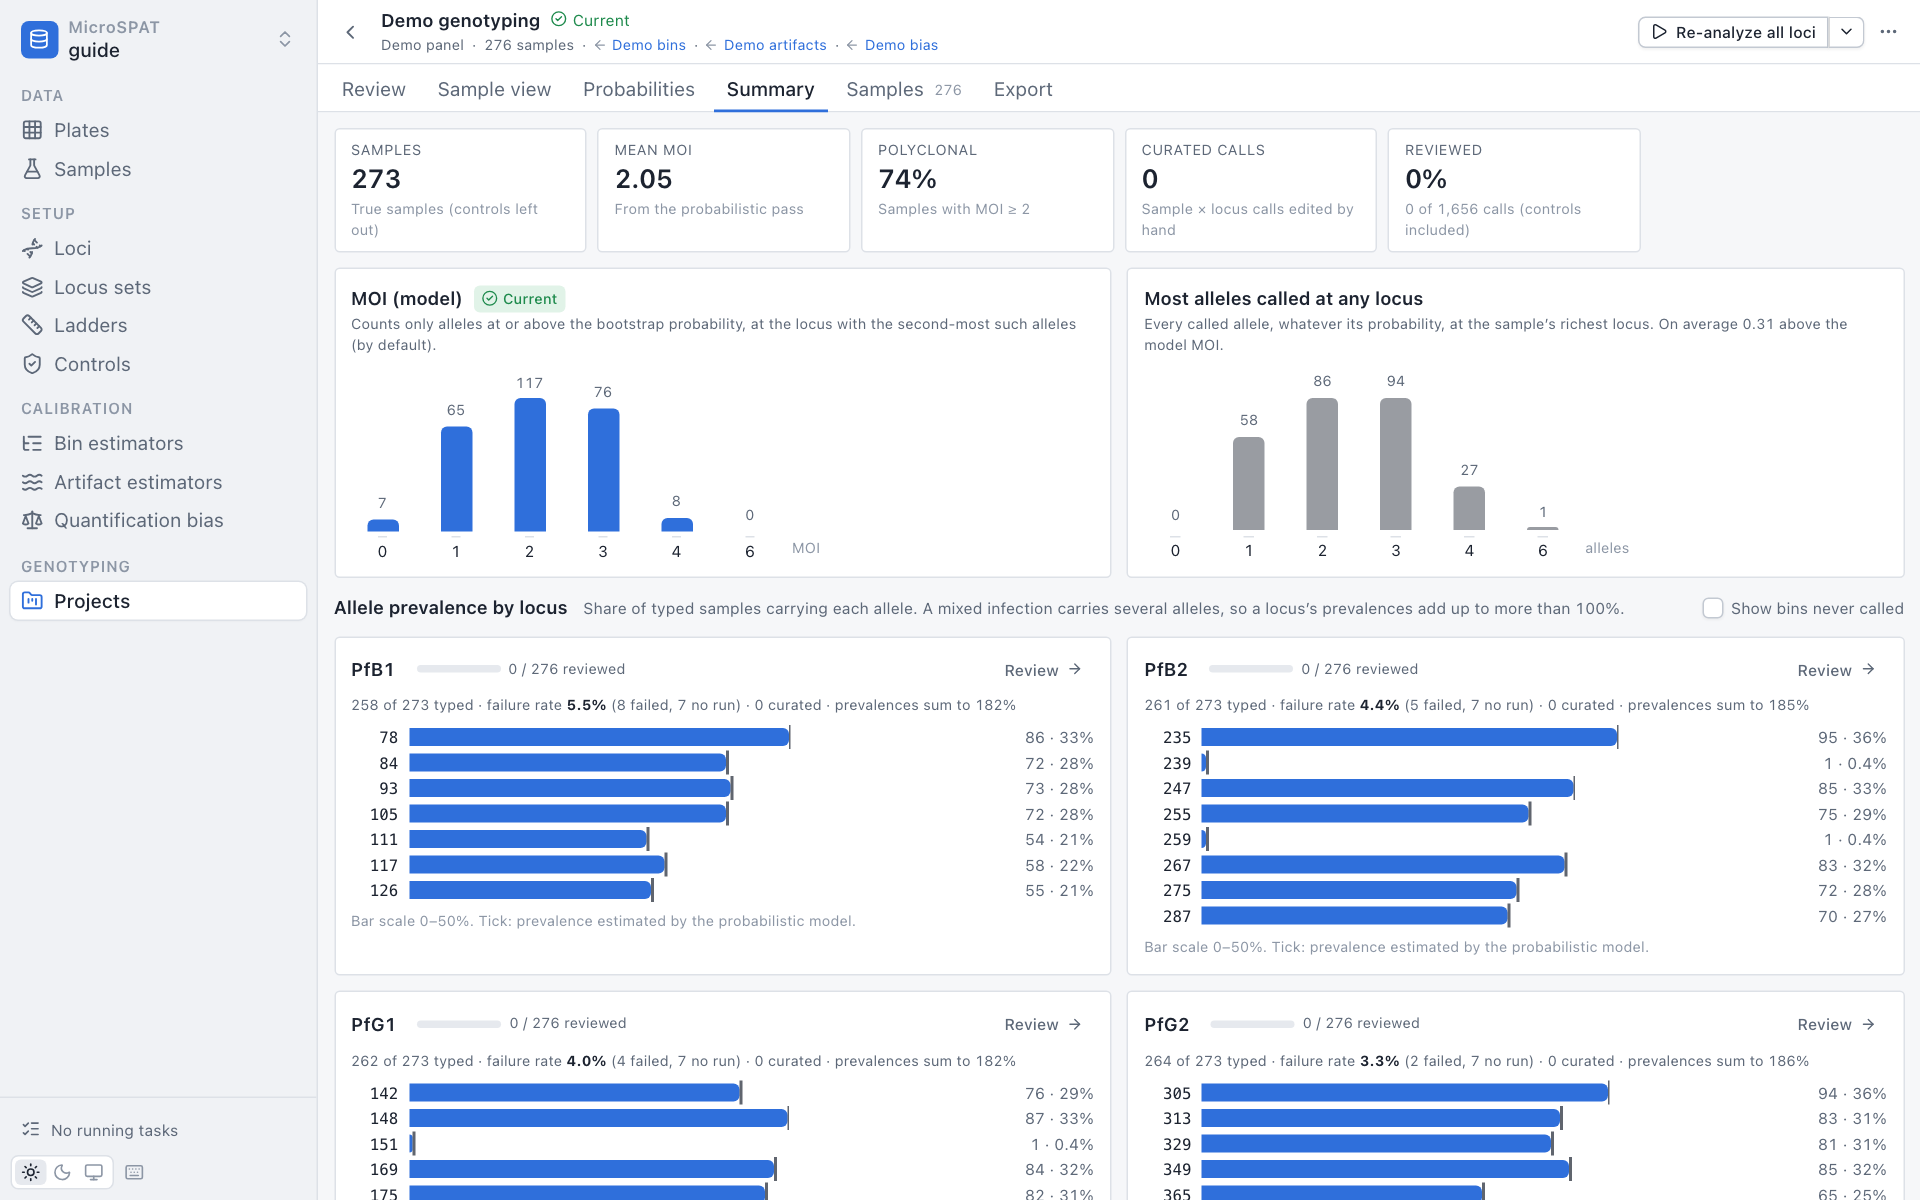 MicroSPAT
guide
DATA
Plates
Samples
SETUP
Loci
Locus sets
Ladders
Controls
CALIBRATION
Bin estimators
Artifact estimators
Quantification bias
GENOTYPING
Projects
No running tasks
Demo genotyping Current
Demo panel · 276 samples · ← Demo bins · ← Demo artifacts · ← Demo bias
Re-analyze all loci
Review Sample view Probabilities Summary Samples 276 Export
SAMPLES
273
True samples (controls left
out)
MEAN MOI
2.05
From the probabilistic pass
POLYCLONAL
74%
Samples with MOI ≥ 2
CURATED CALLS
0
Sample × locus calls edited by
hand
REVIEWED
0%
0 of 1,656 calls (controls
included)
MOI (model) Current
Counts only alleles at or above the bootstrap probability, at the locus with the second-most such alleles
(by default).
7 65 117 76 8 0
0 1 2 3 4 6 MOI
Most alleles called at any locus
Every called allele, whatever its probability, at the sample's richest locus. On average 0.31 above the
model MOI.
0 58 86 94 27 1
0 1 2 3 4 6 alleles
Allele prevalence by locus Share of typed samples carrying each allele. A mixed infection carries several alleles, so a locus's prevalences add up to more than 100%. Show bins never called
PfB1 0 / 276 reviewed Review →
258 of 273 typed · failure rate 5.5% (8 failed, 7 no run) · 0 curated · prevalences sum to 182%
78 86 · 33%
84 72 · 28%
93 73 · 28%
105 72 · 28%
111 54 · 21%
117 58 · 22%
126 55 · 21%
Bar scale 0–50%. Tick: prevalence estimated by the probabilistic model.
PfB2 0 / 276 reviewed Review →
261 of 273 typed · failure rate 4.4% (5 failed, 7 no run) · 0 curated · prevalences sum to 185%
235 95 · 36%
239 1 · 0.4%
247 85 · 33%
255 75 · 29%
259 1 · 0.4%
267 83 · 32%
275 72 · 28%
287 70 · 27%
Bar scale 0–50%. Tick: prevalence estimated by the probabilistic model.
PfG1 0 / 276 reviewed Review →
262 of 273 typed · failure rate 4.0% (4 failed, 7 no run) · 0 curated · prevalences sum to 182%
142 76 · 29%
148 87 · 33%
151 1 · 0.4%
169 84 · 32%
175 82 · 31%
PfG2 0 / 276 reviewed Review →
264 of 273 typed · failure rate 3.3% (2 failed, 7 no run) · 0 curated · prevalences sum to 186%
305 94 · 36%
313 83 · 31%
329 81 · 31%
349 85 · 32%
365 65 · 25%